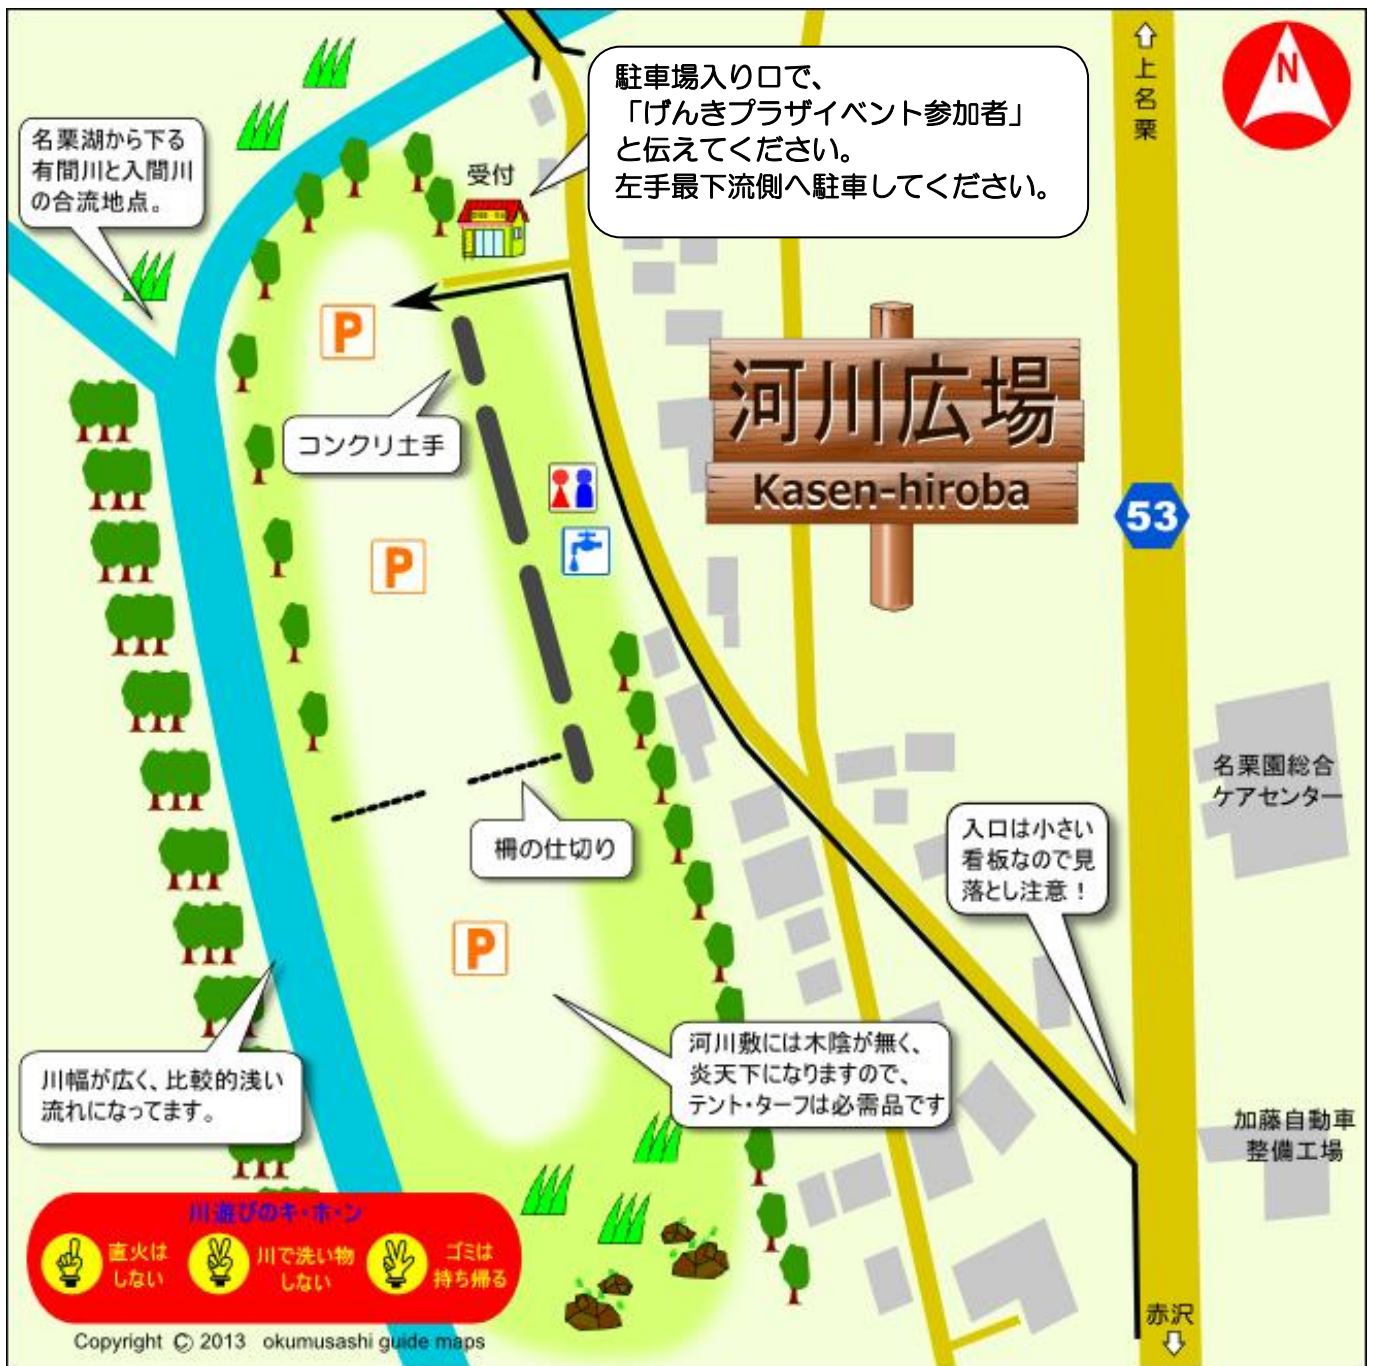 駐車場入り口で、
「げんきプラザイベント参加者」
と伝えてください。
左手最下流側へ駐車してください。
N
上名栗
名栗湖から下る
有間川と入間川
の合流地点。
受付
P
コンクリ土手
河川広場
Kasen-hiroba
53
P
名栗園総合
ケアセンター
柵の仕切り
入口は小さい
看板なので見
落とし注意！
P
河川敷には木陰が無く、
炎天下になりますので、
テント・ターフは必需品です
川幅が広く、比較的浅い
流れになってます。
加藤自動車
整備工場
川遊びのキ・ホ・ン
直火は
しない
川で洗い物
しない
ゴミは
持ち帰る
赤沢
Copyright © 2013 okumusashi guide maps